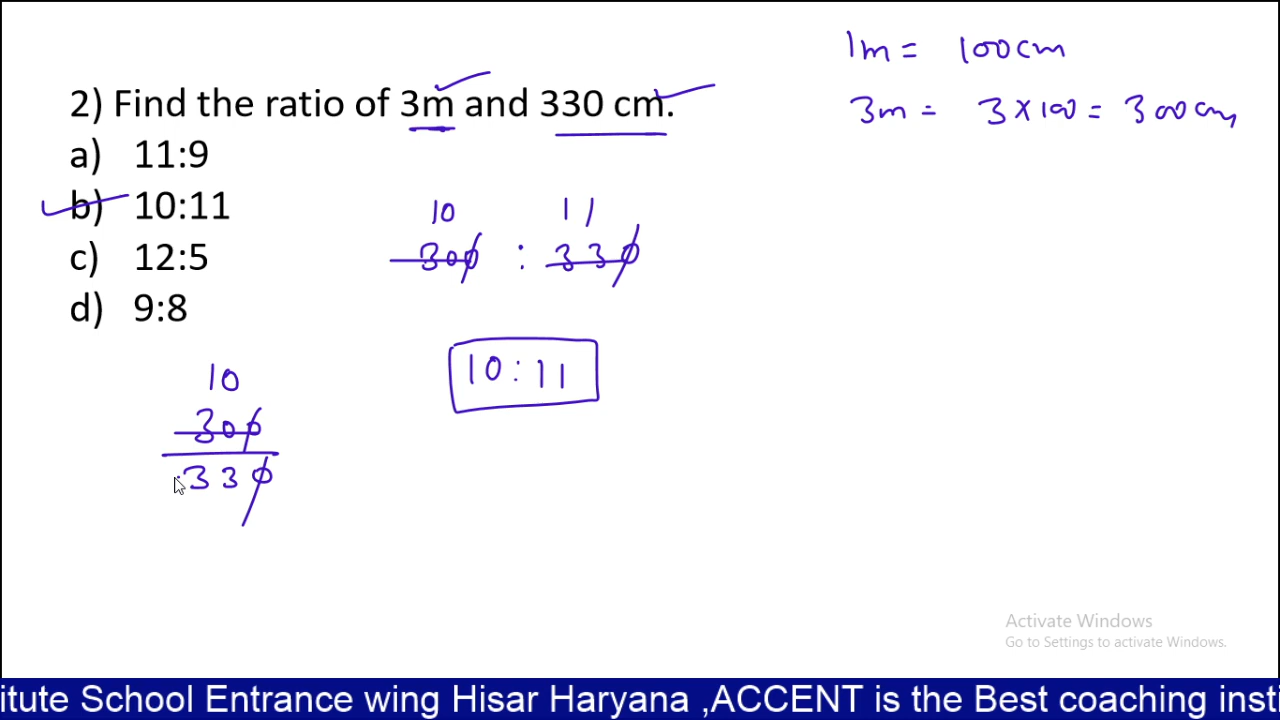 1m = 100cm
2) Find the ratio of 3m and 330 cm.
3m = 3 x 100 = 300cm
a) 11:9
b) 10:11
c) 12:5
d) 9:8
10 11
300 : 330
10:11
10
300
330
Activate Windows
Go to Settings to activate Windows.
itute School Entrance wing Hisar Haryana ,ACCENT is the Best coaching insti